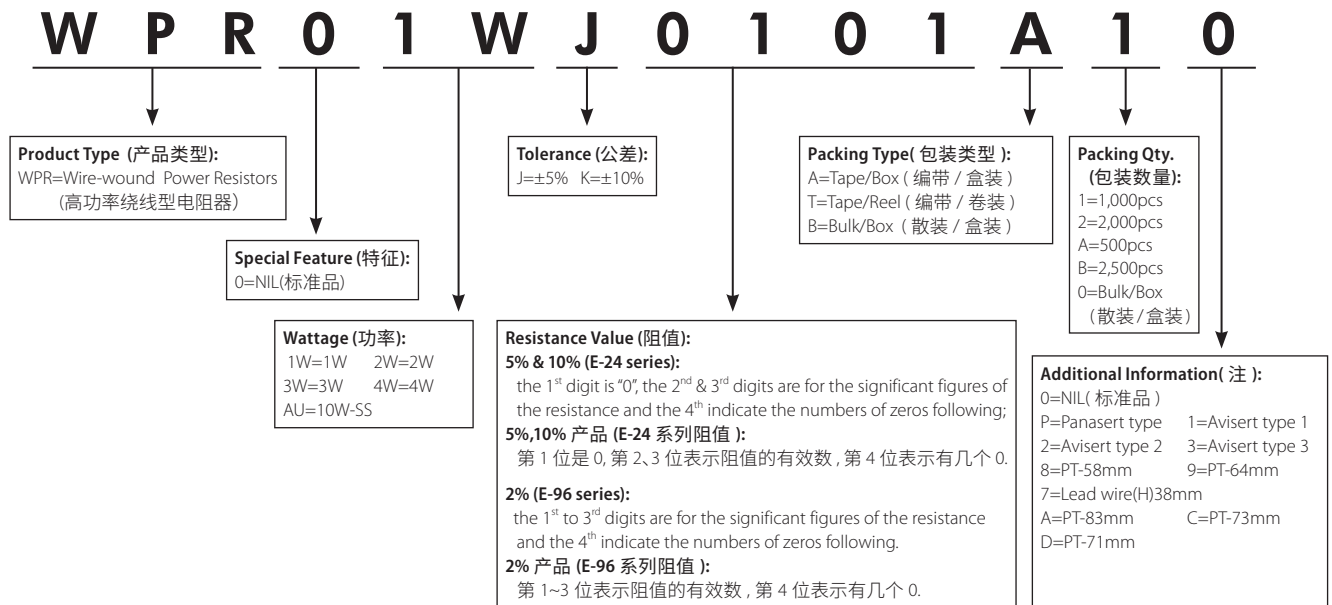 WPR01WJ0101A10
Product Type (产品类型):
WPR=Wire-wound Power Resistors
(高功率绕线型电阻器)
Special Feature (特征):
0=NIL(标准品)
Wattage (功率):
1W=1W 2W=2W
3W=3W 4W=4W
AU=10W-SS
Tolerance (公差):
J=±5% K=±10%
Resistance Value (阻值):
5% & 10% (E-24 series):
the 1st digit is "0", the 2nd & 3rd digits are for the significant figures of
the resistance and the 4th indicate the numbers of zeros following;
5%,10% 产品 (E-24 系列阻值 ):
第 1 位是 0, 第 2、3 位表示阻值的有效数 , 第 4 位表示有几个 0.
2% (E-96 series):
the 1st to 3rd digits are for the significant figures of the resistance
and the 4th indicate the numbers of zeros following.
2% 产品 (E-96 系列阻值 ):
第 1~3 位表示阻值的有效数 , 第 4 位表示有几个 0.
Packing Type( 包装类型 ):
A=Tape/Box ( 编带 / 盒装 )
T=Tape/Reel ( 编带 / 卷装 )
B=Bulk/Box ( 散装 / 盒装 )
Packing Qty.
(包装数量):
1=1,000pcs
2=2,000pcs
A=500pcs
B=2,500pcs
0=Bulk/Box
(散装/盒装)
Additional Information( 注 ):
0=NIL( 标准品 )
P=Panasert type 1=Avisert type 1
2=Avisert type 2 3=Avisert type 3
8=PT-58mm 9=PT-64mm
7=Lead wire(H)38mm
A=PT-83mm C=PT-73mm
D=PT-71mm